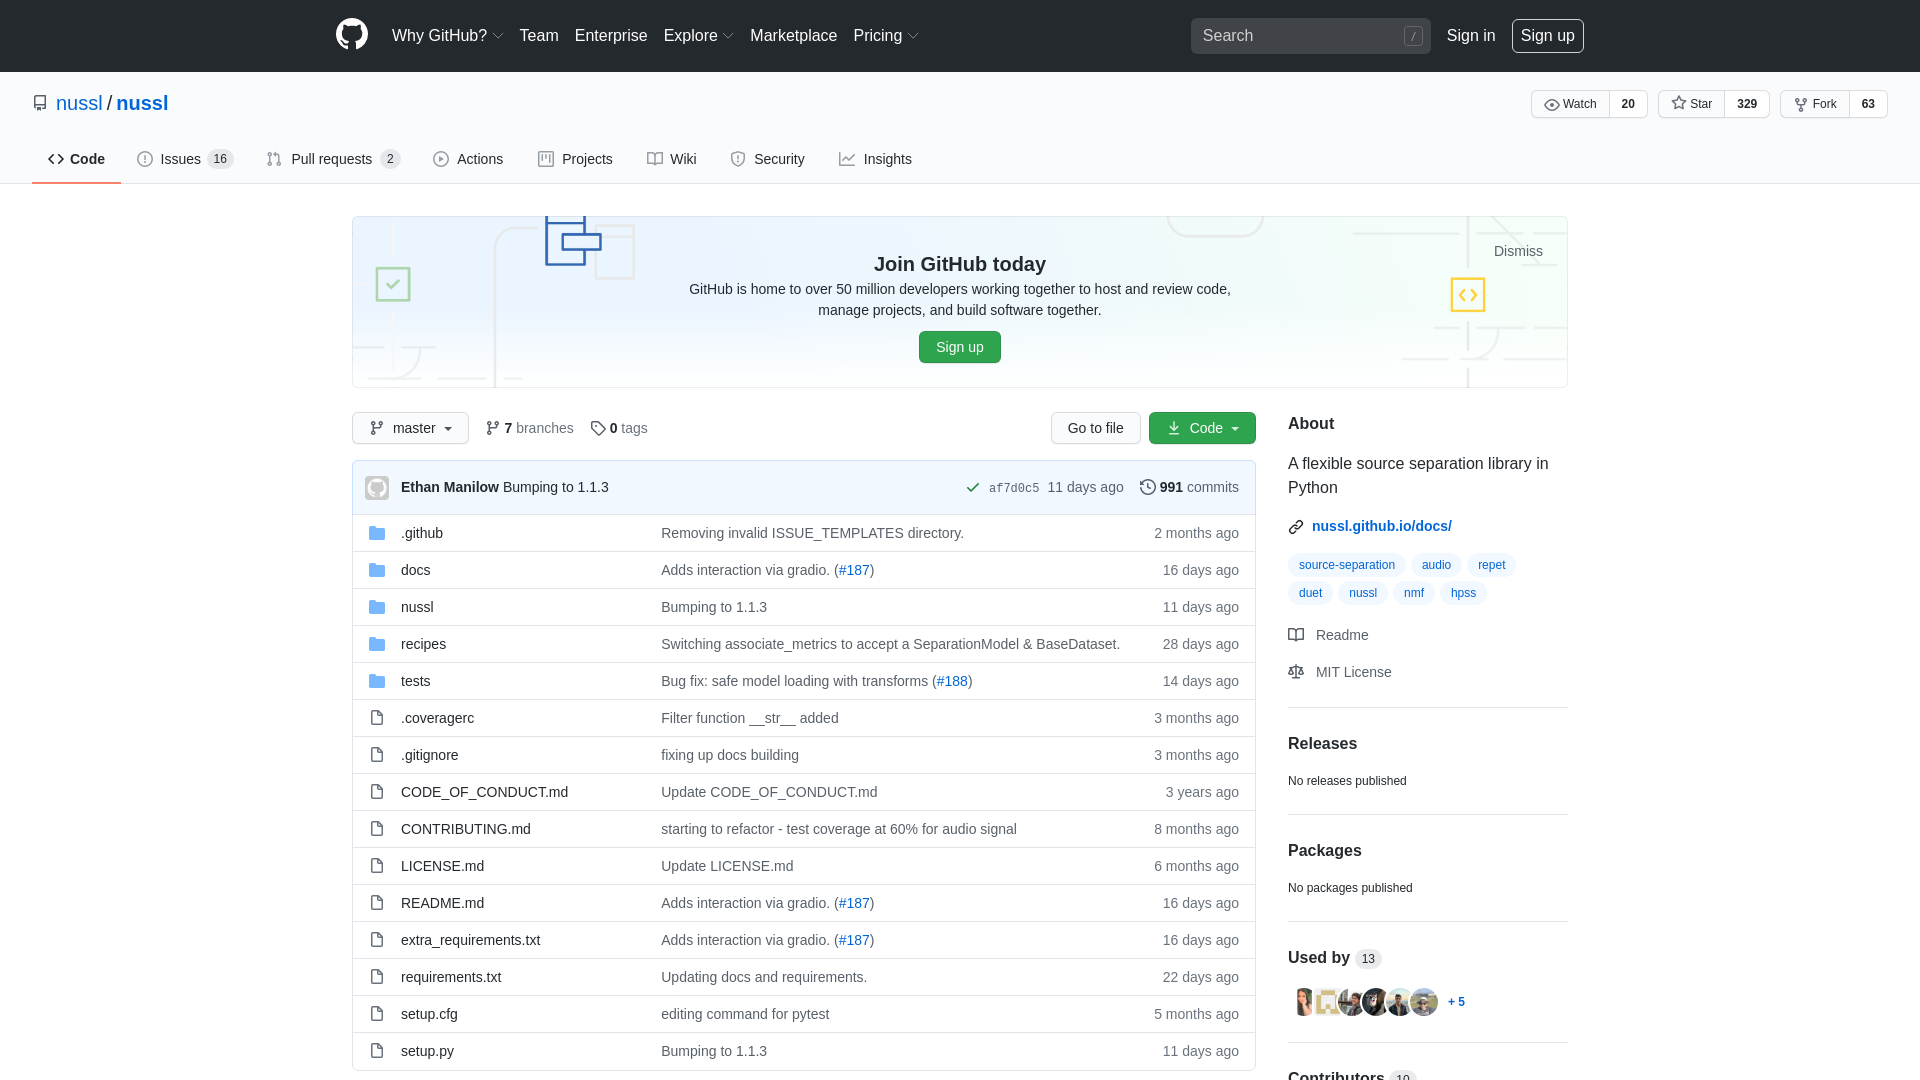 Why GitHub? Team Enterprise Explore Marketplace Pricing Search / Sign in Sign up
nussl / nussl Watch 20 Star 329 Fork 63
Code Issues 16 Pull requests 2 Actions Projects Wiki Security Insights
Dismiss
Join GitHub today
GitHub is home to over 50 million developers working together to host and review code,
manage projects, and build software together.
Sign up
master 7 branches 0 tags Go to file Code
Ethan Manilow Bumping to 1.1.3 af7d0c5 11 days ago 991 commits
.github Removing invalid ISSUE_TEMPLATES directory. 2 months ago
docs Adds interaction via gradio. (#187) 16 days ago
nussl Bumping to 1.1.3 11 days ago
recipes Switching associate_metrics to accept a SeparationModel & BaseDataset. 28 days ago
tests Bug fix: safe model loading with transforms (#188) 14 days ago
.coveragerc Filter function __str__ added 3 months ago
.gitignore fixing up docs building 3 months ago
CODE_OF_CONDUCT.md Update CODE_OF_CONDUCT.md 3 years ago
CONTRIBUTING.md starting to refactor - test coverage at 60% for audio signal 8 months ago
LICENSE.md Update LICENSE.md 6 months ago
README.md Adds interaction via gradio. (#187) 16 days ago
extra_requirements.txt Adds interaction via gradio. (#187) 16 days ago
requirements.txt Updating docs and requirements. 22 days ago
setup.cfg editing command for pytest 5 months ago
setup.py Bumping to 1.1.3 11 days ago
About
A flexible source separation library in
Python
nussl.github.io/docs/
source-separation audio repet
duet nussl nmf hpss
Readme
MIT License
Releases
No releases published
Packages
No packages published
Used by 13
+ 5
Contributors 10